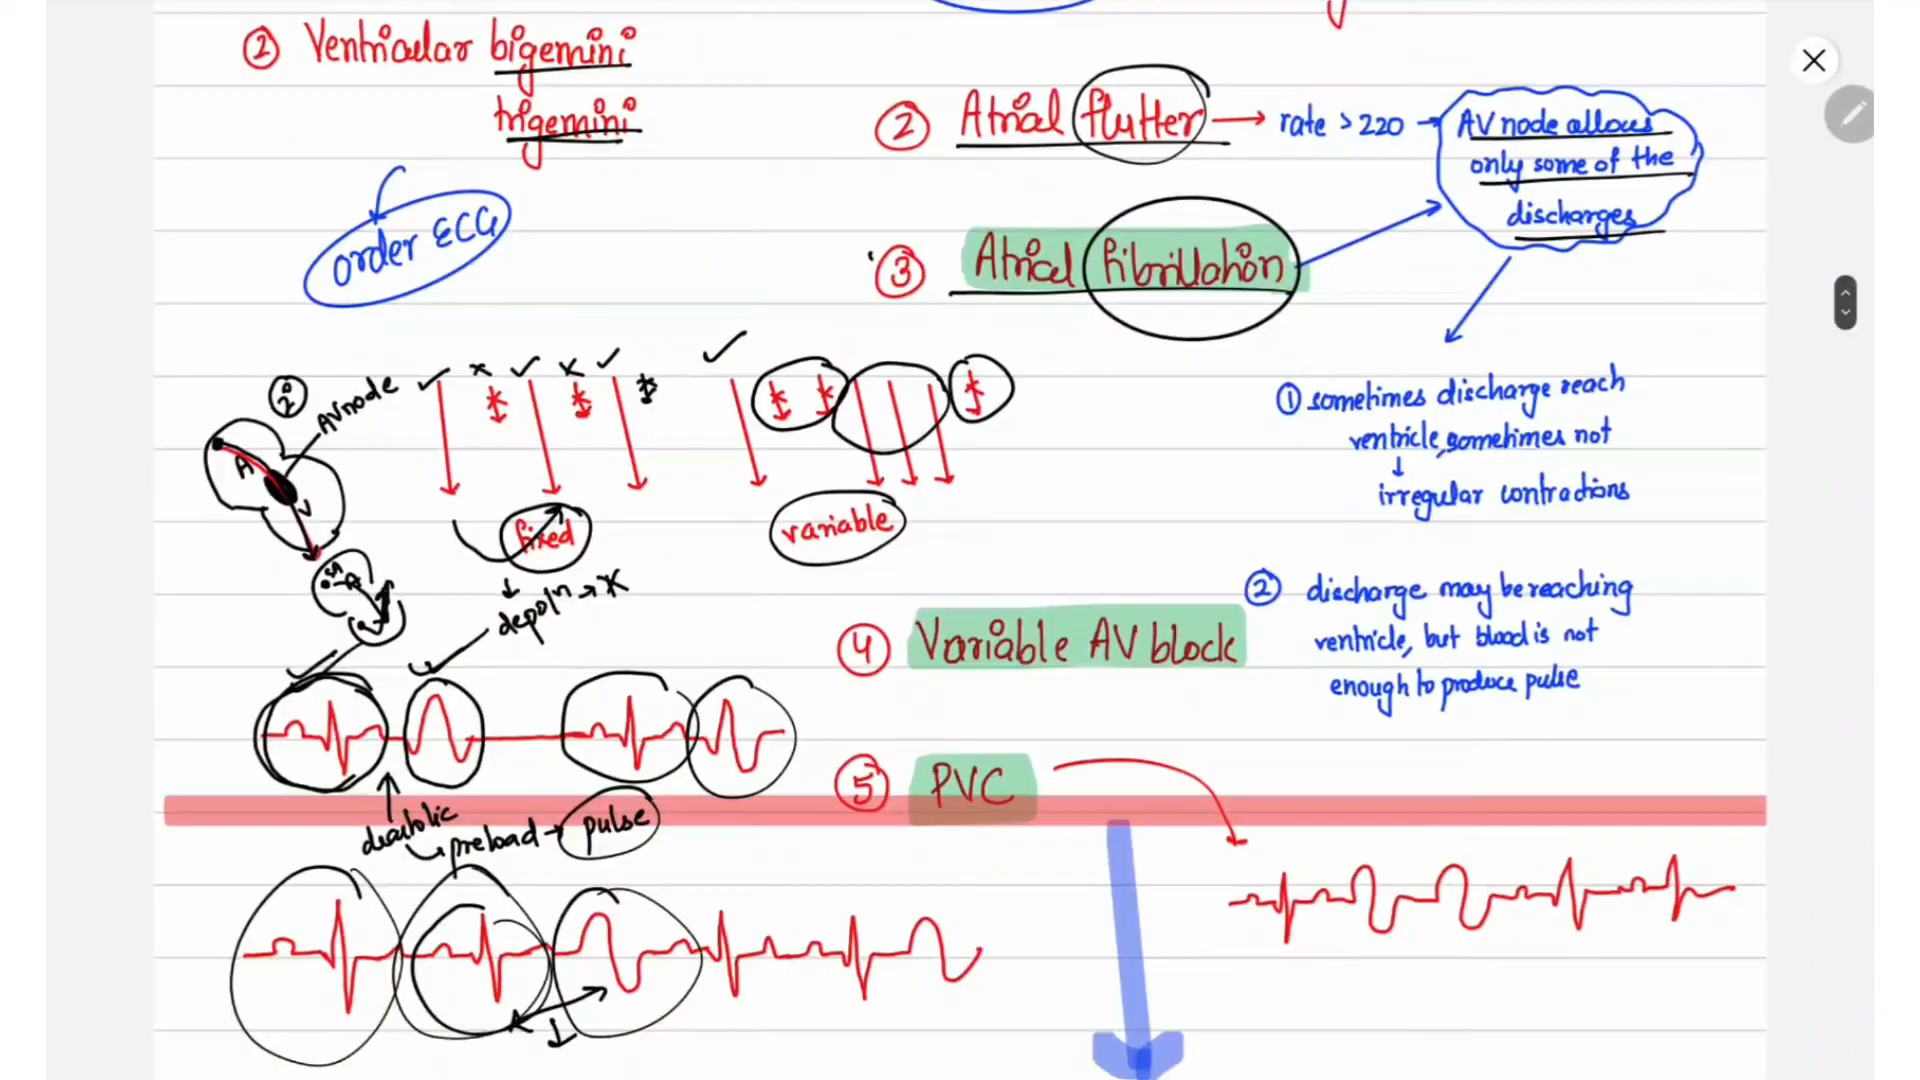 ② Ventricular bigemini
trigemini
order ECG
② Atrial flutter → rate > 220 → AV node allows
only some of the
discharges
③ Atrial fibrillation
① sometimes discharge reach
ventricle, sometimes not
↓
irregular contractions
② discharge may be reaching
ventricle, but blood is not
enough to produce pulse
AV node
A
V
fixed
variable
↓
depoln → X
④ Variable AV block
⑤ PVC
diastolic
preload → pulse